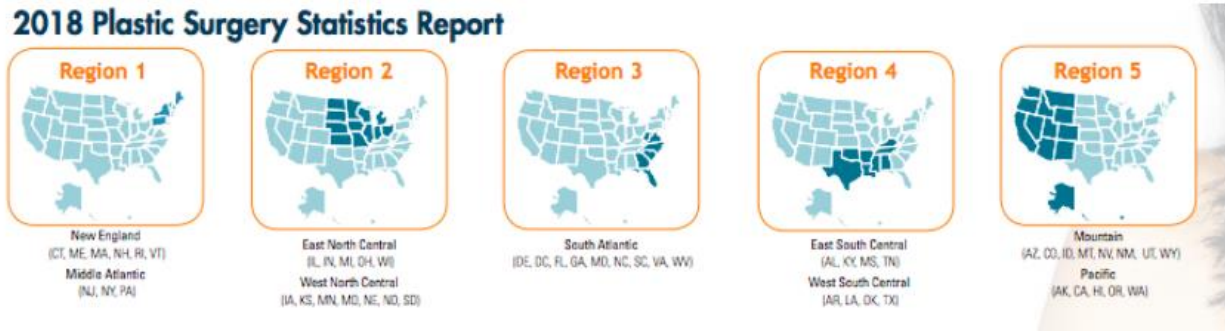 2018 Plastic Surgery Statistics Report
Region 1
New England
(CT, ME, MA, NH, RI, VT)
Middle Atlantic
(NJ, NY, PA)
Region 2
East North Central
(IL, IN, MI, OH, WI)
West North Central
(IA, KS, MN, MO, NE, ND, SD)
Region 3
South Atlantic
(DE, DC, FL, GA, MD, NC, SC, VA, WV)
Region 4
East South Central
(AL, KY, MS, TN)
West South Central
(AR, LA, OK, TX)
Region 5
Mountain
(AZ, CO, ID, MT, NV, NM, UT, WY)
Pacific
(AK, CA, HI, OR, WA)